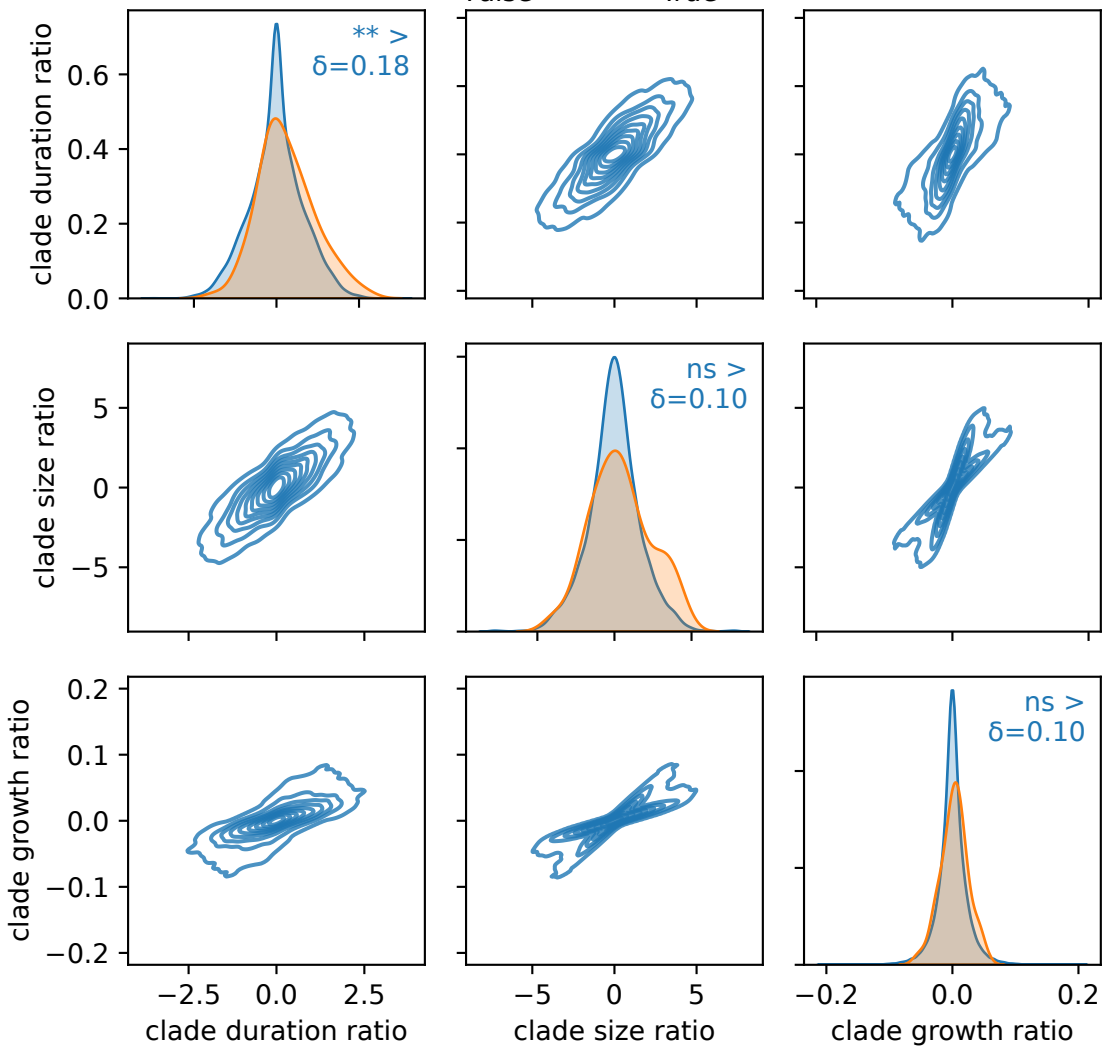 True
clade duration ratio
0.6
0.4
0.2
0.0
** >
δ=0.18
clade size ratio
5
0
−5
ns >
δ=0.10
clade growth ratio
0.2
0.1
0.0
−0.1
−0.2
ns >
δ=0.10
−2.5 0.0 2.5
−5 0 5
−0.2 0.0 0.2
clade duration ratio
clade size ratio
clade growth ratio